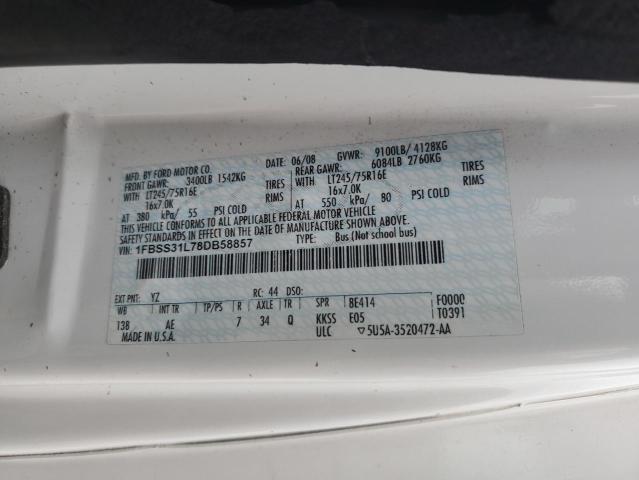 MFD. BY FORD MOTOR CO. DATE: 06/08 GVWR: 9100LB/ 4128KG
FRONT GAWR: 3400LB 1542KG REAR GAWR: 6084LB 2760KG
WITH LT245/75R16E TIRES WITH LT245/75R16E TIRES
16x7.0K RIMS 16x7.0K RIMS
AT 380 kPa/ 55 PSI COLD AT 550 kPa/ 80 PSI COLD
THIS VEHICLE CONFORMS TO ALL APPLICABLE FEDERAL MOTOR VEHICLE
SAFETY STANDARDS IN EFFECT ON THE DATE OF MANUFACTURE SHOWN ABOVE.
VIN: 1FBSS31L78DB58857 TYPE: Bus (Not school bus)
EXT PNT: YZ RC: 44 DSO:
WB INT TR TP/PS R AXLE TR SPR 8E414 F0000
138 AE 7 34 Q KKSS E05 T0391
MADE IN U.S.A. ULC ▽5U5A-3520472-AA